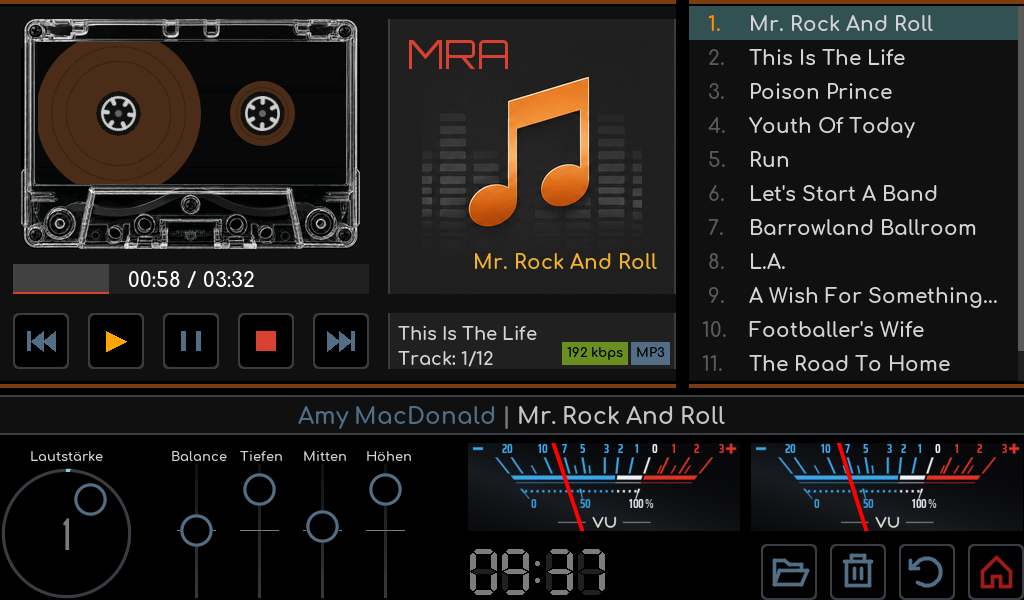 MRA
Mr. Rock And Roll
00:58 / 03:32
This Is The Life
Track: 1/12
192 kbps
MP3
1. Mr. Rock And Roll
2. This Is The Life
3. Poison Prince
4. Youth Of Today
5. Run
6. Let's Start A Band
7. Barrowland Ballroom
8. L.A.
9. A Wish For Something...
10. Footballer's Wife
11. The Road To Home
Amy MacDonald | Mr. Rock And Roll
Lautstärke
1
Balance Tiefen Mitten Höhen
- 20 10 7 5 3 2 1 0 1 2 3+
0 50 100 %
VU
- 20 10 7 5 3 2 1 0 1 2 3+
0 50 100 %
VU
09:37